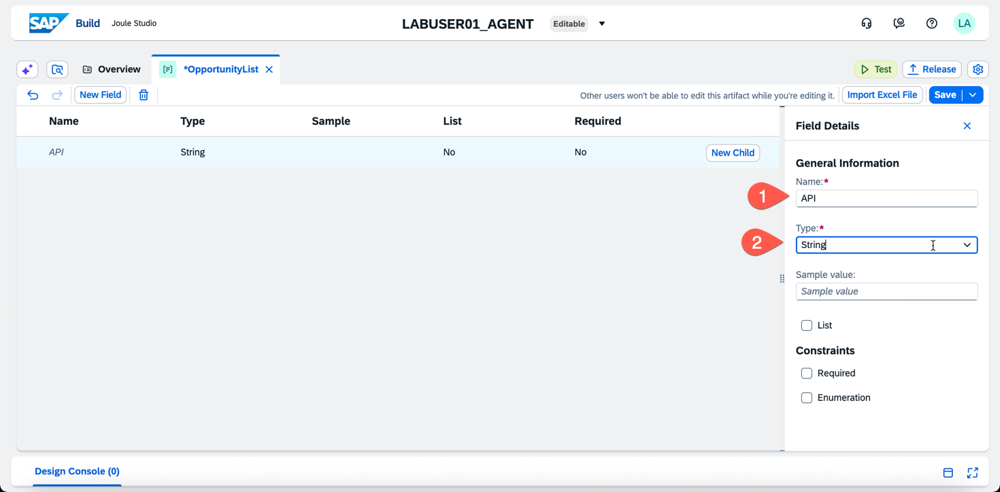 SAP Build Joule Studio LABUSER01_AGENT Editable LA
Overview *OpportunityList Test Release
New Field Other users won't be able to edit this artifact while you're editing it. Import Excel File Save
Name Type Sample List Required
API String No No New Child
Field Details
General Information
Name:*
1 API
Type:*
2 String
Sample value:
Sample value
List
Constraints
Required
Enumeration
Design Console (0)